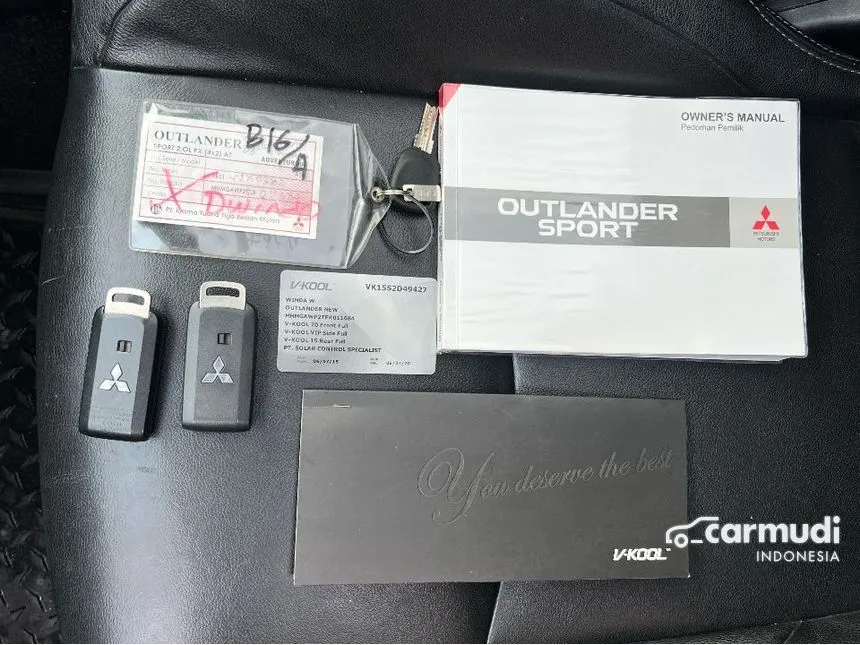 OUTLANDER
SPORT 2.0L PX (4x2) AT
B16/A
PT. Krama Yudha Tiga Berlian Motors
OWNER'S MANUAL
Pedoman Pemilik
OUTLANDER
SPORT
MITSUBISHI
MOTORS
V-KOOL VK1552D49427
WINDA W
OUTLANDER NEW
V-KOOL 70 Front Full
V-KOOL VIP Side Full
V-KOOL 15 Rear Full
PT. SOLAR CONTROL SPECIALIST
You deserve the best
V-KOOL
carmudi
INDONESIA